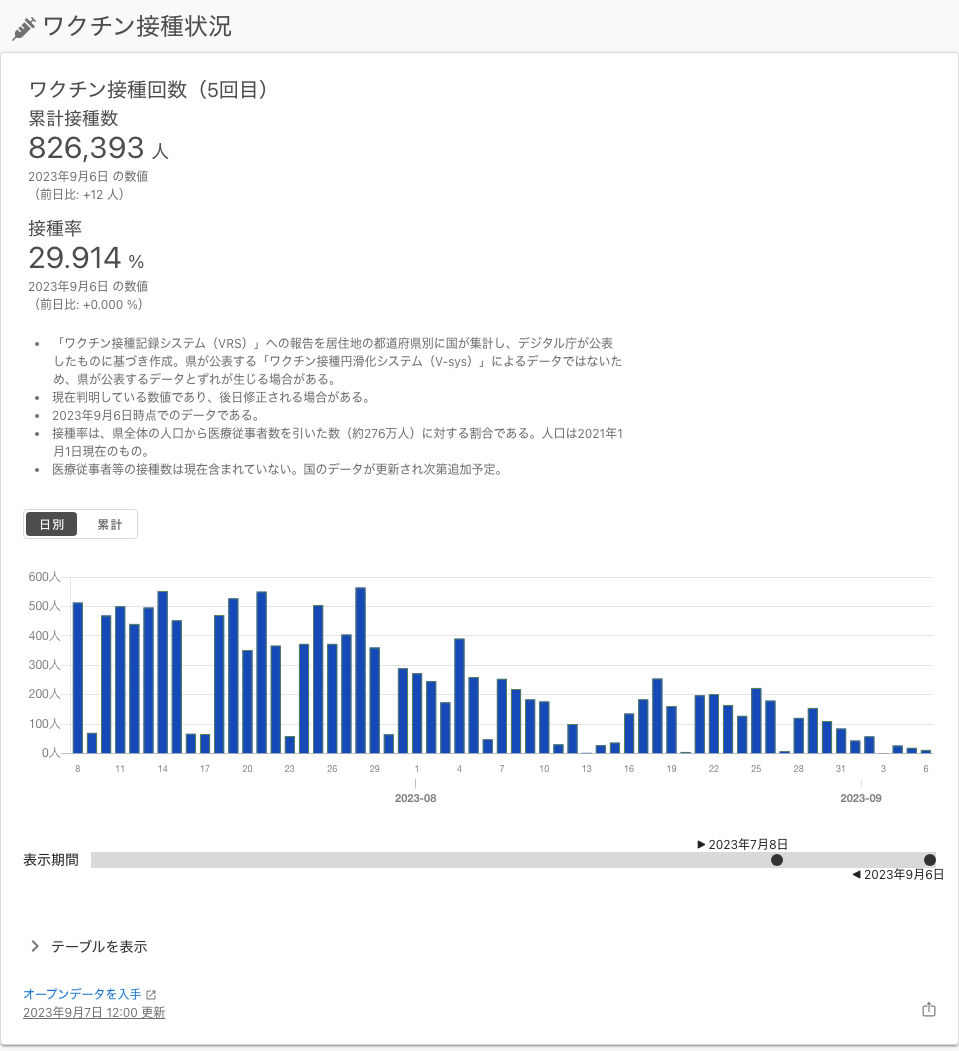 ワクチン接種状況
ワクチン接種回数（5回目）
累計接種数
826,393 人
2023年9月6日 の数値
（前日比: +12 人）
接種率
29.914 %
2023年9月6日 の数値
（前日比: +0.000 %）
• 「ワクチン接種記録システム（VRS）」への報告を居住地の都道府県別に国が集計し、デジタル庁が公表
したものに基づき作成。県が公表する「ワクチン接種円滑化システム（V-sys）」によるデータではないた
め、県が公表するデータとずれが生じる場合がある。
• 現在判明している数値であり、後日修正される場合がある。
• 2023年9月6日時点でのデータである。
• 接種率は、県全体の人口から医療従事者数を引いた数（約276万人）に対する割合である。人口は2021年1
月1日現在のもの。
• 医療従事者等の接種数は現在含まれていない。国のデータが更新され次第追加予定。
日別 累計
600人
500人
400人
300人
200人
100人
0人
8 11 14 17 20 23 26 29 1 4 7 10 13 16 19 22 25 28 31 3 6
2023-08 2023-09
▶ 2023年7月8日
表示期間
◀ 2023年9月6日
テーブルを表示
オープンデータを入手
2023年9月7日 12:00 更新